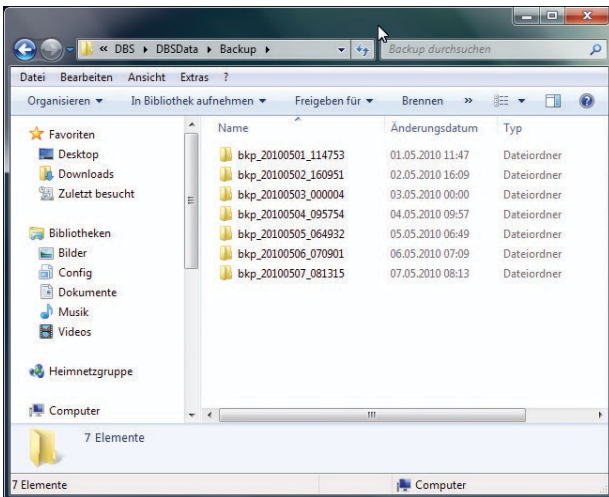 « DBS ▸ DBSData ▸ Backup ▸ Backup durchsuchen
Datei Bearbeiten Ansicht Extras ?
Organisieren ▾ In Bibliothek aufnehmen ▾ Freigeben für ▾ Brennen »
Favoriten
Desktop
Downloads
Zuletzt besucht
Bibliotheken
Bilder
Config
Dokumente
Musik
Videos
Heimnetzgruppe
Computer
Name Änderungsdatum Typ
bkp_20100501_114753 01.05.2010 11:47 Dateiordner
bkp_20100502_160951 02.05.2010 16:09 Dateiordner
bkp_20100503_000004 03.05.2010 00:00 Dateiordner
bkp_20100504_095754 04.05.2010 09:57 Dateiordner
bkp_20100505_064932 05.05.2010 06:49 Dateiordner
bkp_20100506_070901 06.05.2010 07:09 Dateiordner
bkp_20100507_081315 07.05.2010 08:13 Dateiordner
7 Elemente
7 Elemente Computer